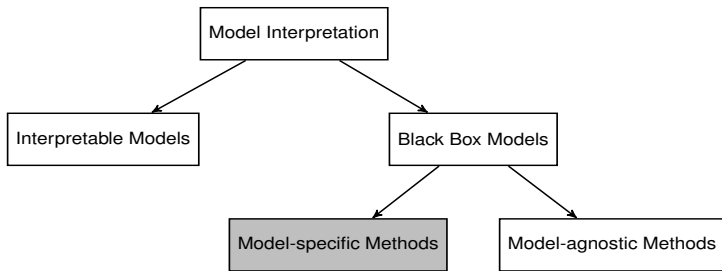 Model Interpretation
Interpretable Models
Black Box Models
Model-specific Methods
Model-agnostic Methods